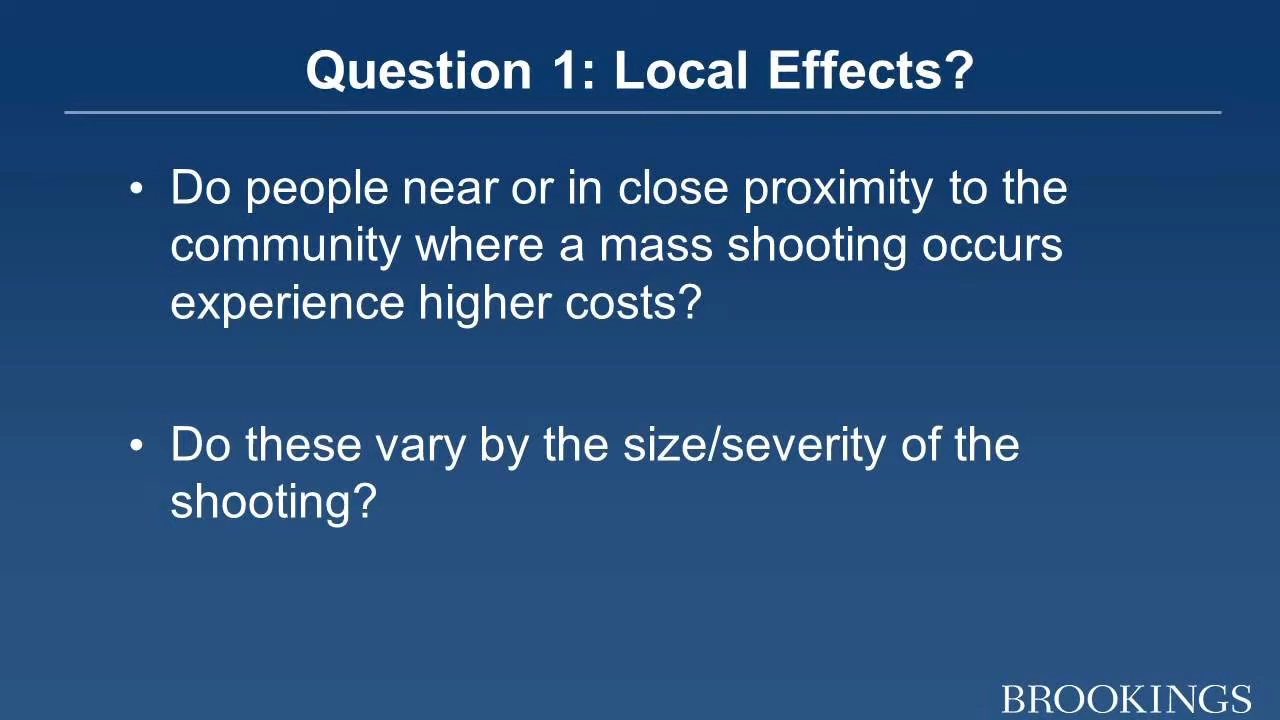 Question 1: Local Effects?
• Do people near or in close proximity to the
community where a mass shooting occurs
experience higher costs?
• Do these vary by the size/severity of the
shooting?
BROOKINGS